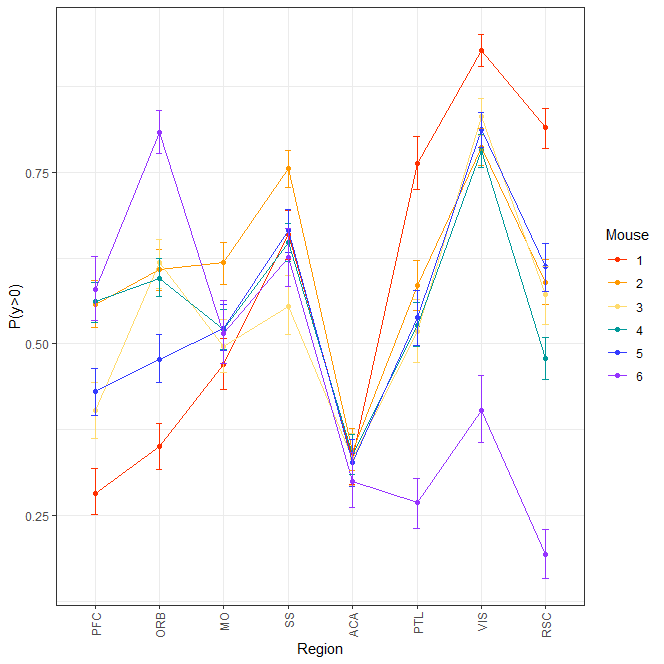 P(y>0)
0.75
0.50
0.25
PFC
ORB
MO
SS
ACA
PTL
VIS
RSC
Region
Mouse
1
2
3
4
5
6